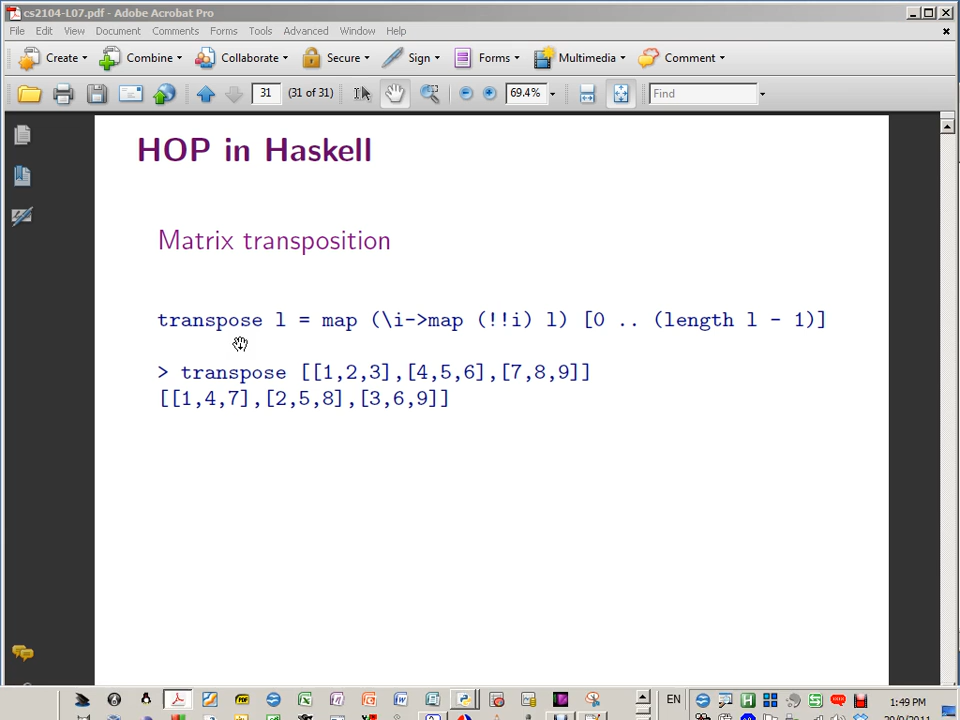 cs2104-L07.pdf - Adobe Acrobat Pro
File Edit View Document Comments Forms Tools Advanced Window Help
Create Combine Collaborate Secure Sign Forms Multimedia Comment
31 (31 of 31) 69.4% Find
HOP in Haskell
Matrix transposition
transpose l = map (\i->map (!!i) l) [0 .. (length l - 1)]
> transpose [[1,2,3],[4,5,6],[7,8,9]]
[[1,4,7],[2,5,8],[3,6,9]]
EN 1:49 PM